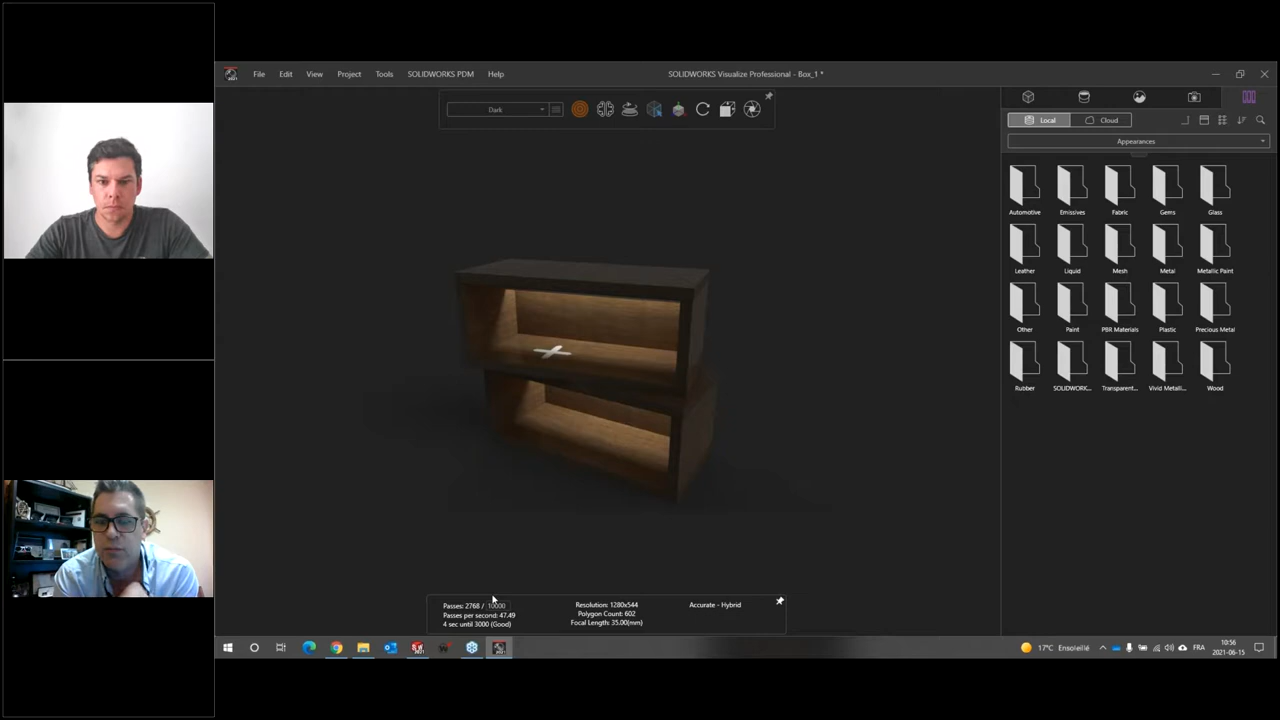 File Edit View Project Tools SOLIDWORKS PDM Help
SOLIDWORKS Visualize Professional - Box_1 *
Dark
Local Cloud
Appearances
Automotive Emissives Fabric Gems Glass
Leather Liquid Mesh Metal Metallic Paint
Other Paint PBR Materials Plastic Precious Metal
Rubber SOLIDWORK... Transparent... Vivid Metalli... Wood
Passes: 2768 / 10000
Passes per second: 47.49
4 sec until 3000 (Good)
Resolution: 1280x544
Polygon Count: 602
Focal Length: 35.00(mm)
Accurate - Hybrid
17°C Ensoleillé
FRA
10:56
2021-06-15